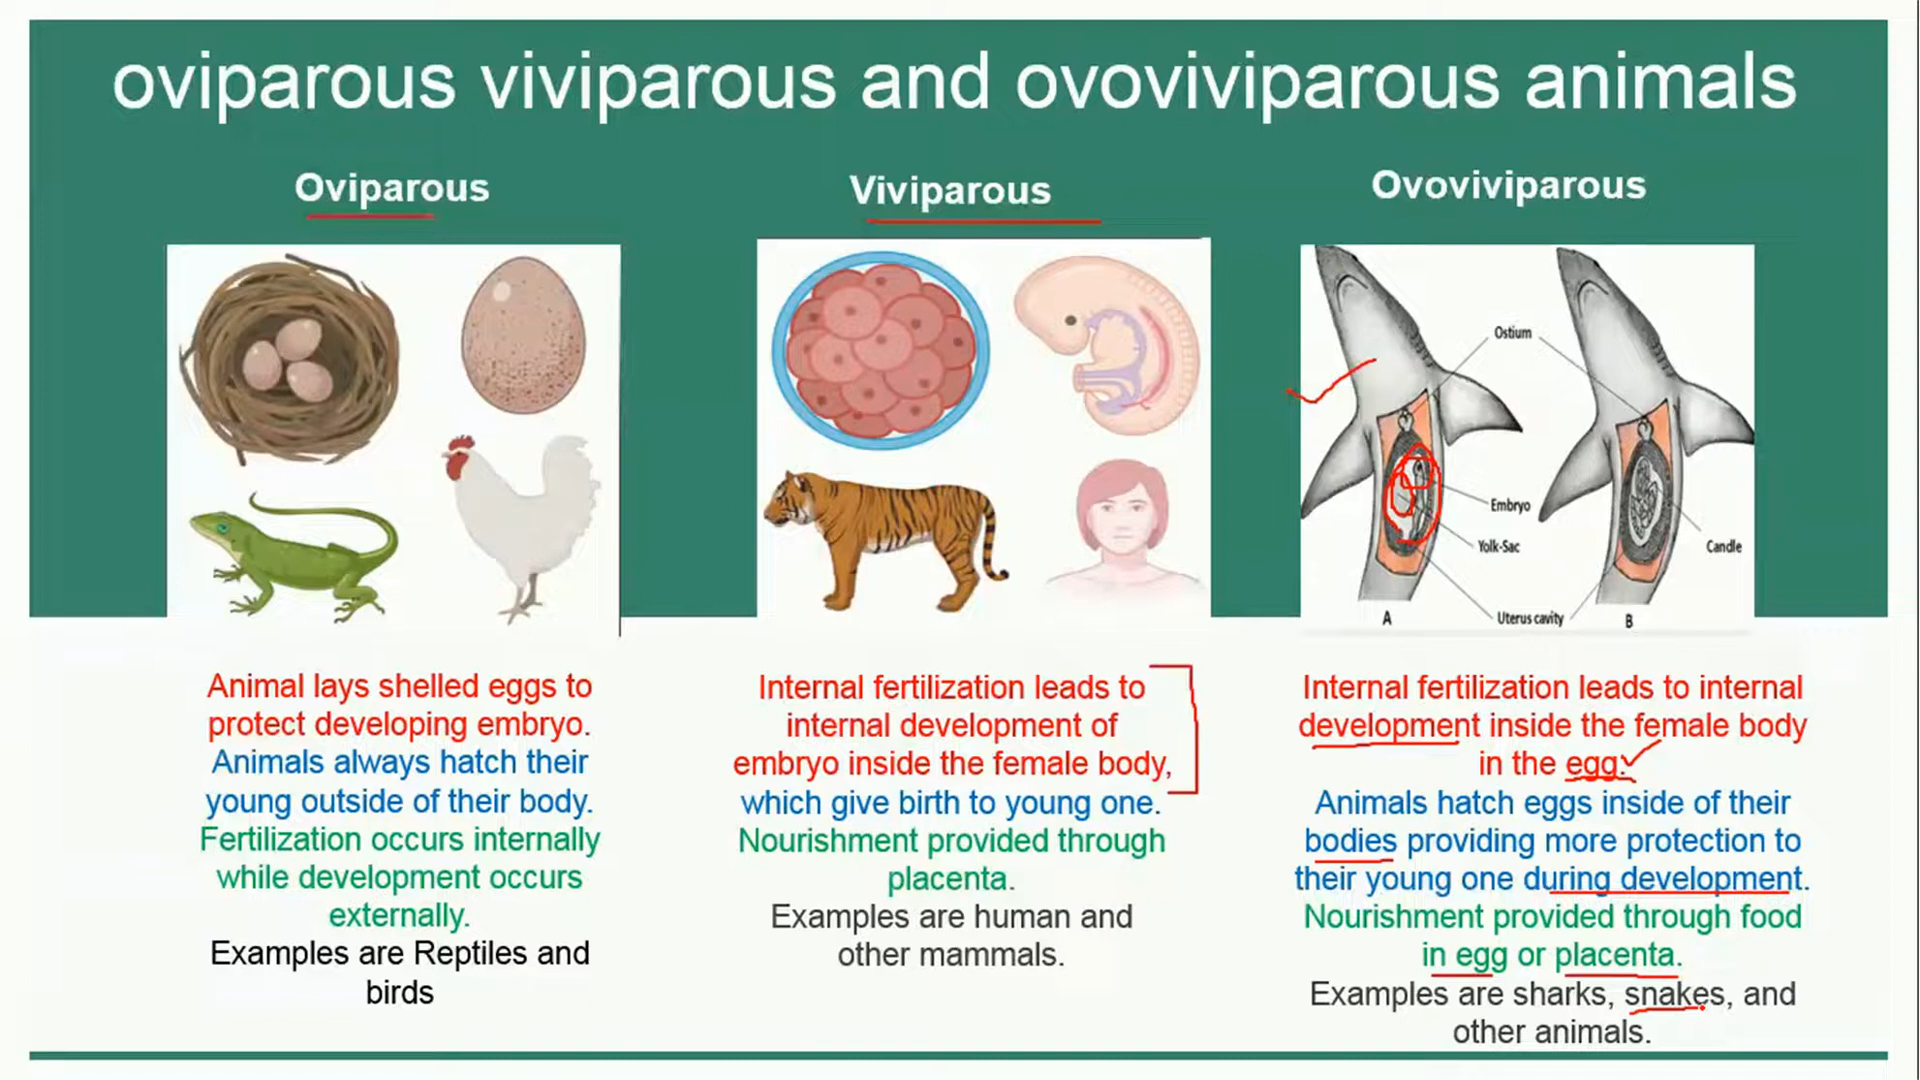 oviparous viviparous and ovoviviparous animals
Oviparous
Animal lays shelled eggs to
protect developing embryo.
Animals always hatch their
young outside of their body.
Fertilization occurs internally
while development occurs
externally.
Examples are Reptiles and
birds
Viviparous
Internal fertilization leads to
internal development of
embryo inside the female body,
which give birth to young one.
Nourishment provided through
placenta.
Examples are human and
other mammals.
Ovoviviparous
Ostium
Embryo
Yolk-Sac
Candle
Uterus cavity
A
B
Internal fertilization leads to internal
development inside the female body
in the egg.
Animals hatch eggs inside of their
bodies providing more protection to
their young one during development.
Nourishment provided through food
in egg or placenta.
Examples are sharks, snakes, and
other animals.